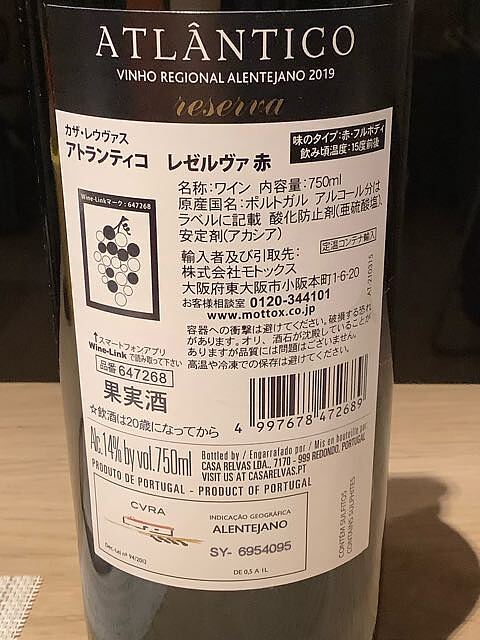 ATLÂNTICO
VINHO REGIONAL ALENTEJANO 2019
reserva
カザ・レウヴァス
アトランティコ レゼルヴァ 赤
味のタイプ:赤・フルボディ
飲み頃温度:15度前後
Wine-Linkマーク:647268
名称:ワイン 内容量:750ml
原産国名:ポルトガル アルコール分は
ラベルに記載 酸化防止剤(亜硫酸塩)、
安定剤(アカシア)
定温コンテナ輸入
輸入者及び引取先:
株式会社モトックス
大阪府東大阪市小阪本町1-6-20
お客様相談室 0120-344101
www.mottox.co.jp
AT-210315
容器への衝撃は避けてください。破損する恐れ
があります。オリ、酒石が沈殿していることが
ありますが品質には問題はございません。
高温や冷凍での保存は避けてください。
↑スマートフォンアプリ
Wine-Linkで読み取って下さい
品番647268
果実酒
☆飲酒は20歳になってから
4 997678 472689
Alc.14% by vol. 750ml
Bottled by / Engarrafado por / Mis en bouteille par
CASA RELVAS LDA., 7170 - 999 REDONDO, PORTUGAL
VISIT US AT CASARELVAS.PT
PRODUTO DE PORTUGAL - PRODUCT OF PORTUGAL
CVRA
INDICAÇÃO GEOGRÁFICA
ALENTEJANO
SY- 6954095
DE 0,5 A 1L
CONTÉM SULFITOS
CONTAINS SULPHITES